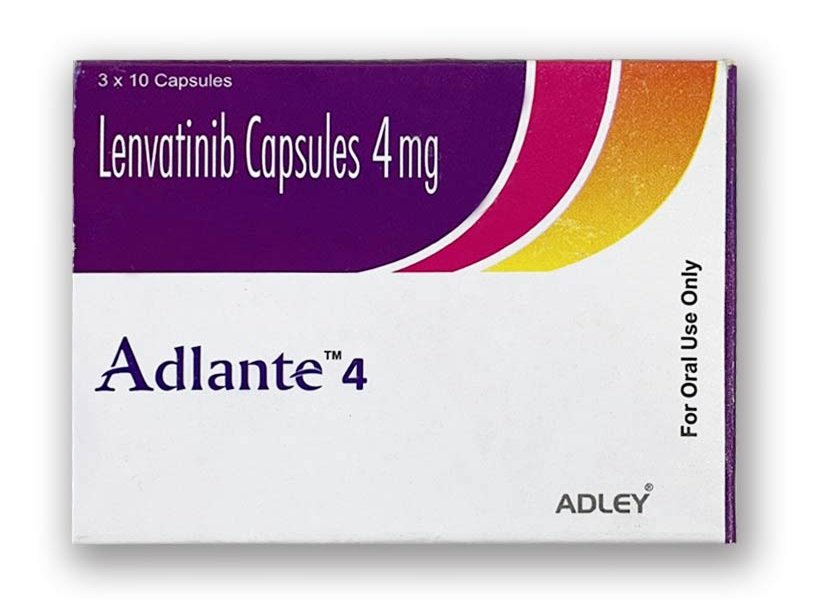 3 x 10 Capsules
Lenvatinib Capsules 4 mg
Adlante™ 4
For Oral Use Only
ADLEY®